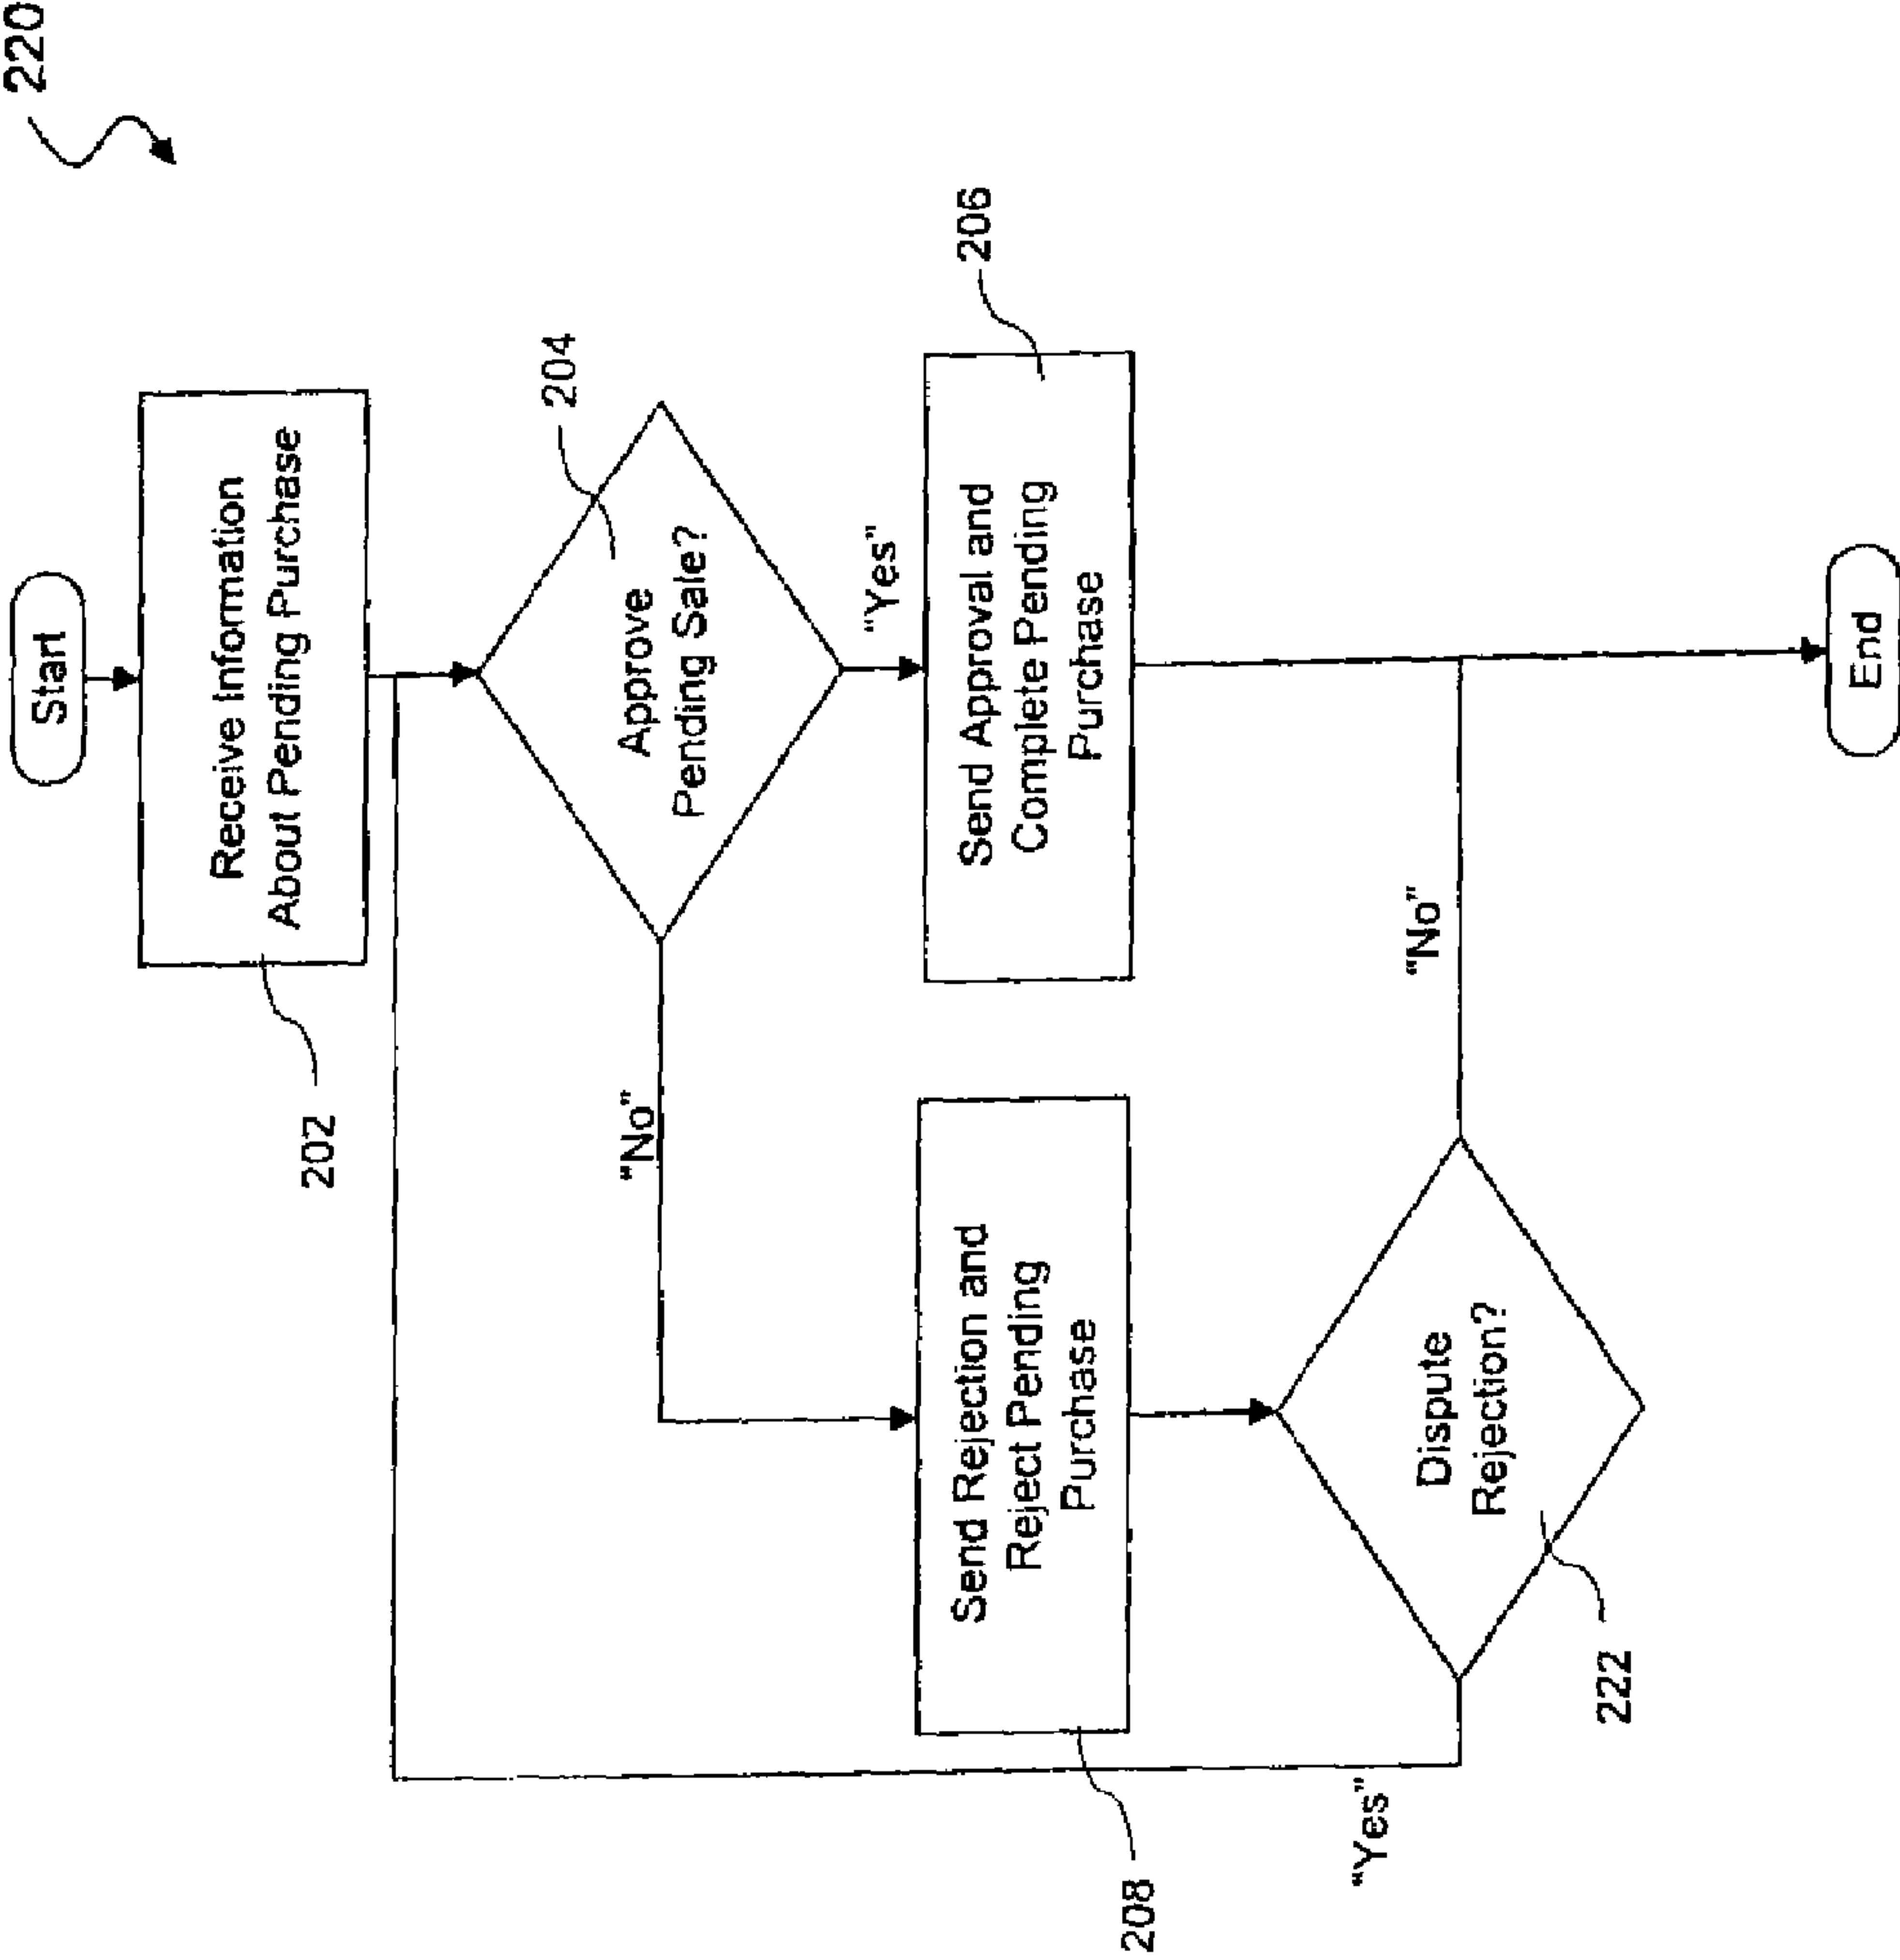 220
Start
Receive Information
About Pending Purchase
202
204
Approve
Pending Sale?
"No"
"Yes"
206
Send Approval and
Complete Pending
Purchase
Send Rejection and
Reject Pending
Purchase
208
"No"
Dispute
Rejection?
"Yes"
222
End